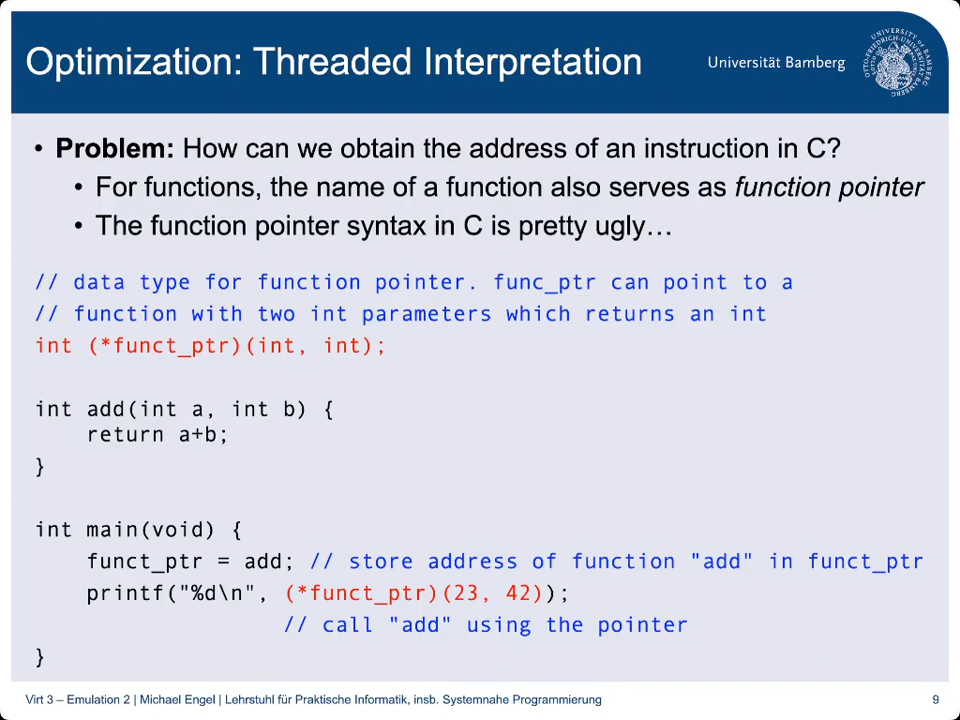 Optimization: Threaded Interpretation
Universität Bamberg
• Problem: How can we obtain the address of an instruction in C?
• For functions, the name of a function also serves as function pointer
• The function pointer syntax in C is pretty ugly…
// data type for function pointer. func_ptr can point to a
// function with two int parameters which returns an int
int (*funct_ptr)(int, int);
int add(int a, int b) {
    return a+b;
}
int main(void) {
    funct_ptr = add; // store address of function "add" in funct_ptr
    printf("%d\n", (*funct_ptr)(23, 42));
                   // call "add" using the pointer
}
Virt 3 – Emulation 2 | Michael Engel | Lehrstuhl für Praktische Informatik, insb. Systemnahe Programmierung
9